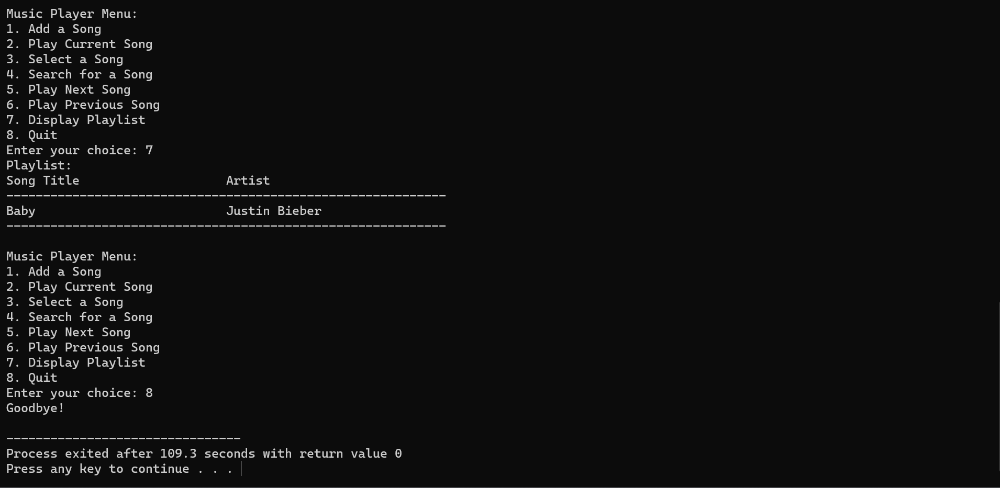 Music Player Menu:
1. Add a Song
2. Play Current Song
3. Select a Song
4. Search for a Song
5. Play Next Song
6. Play Previous Song
7. Display Playlist
8. Quit
Enter your choice: 7
Playlist:
Song Title                    Artist
------------------------------------------------------------
Baby                          Justin Bieber
------------------------------------------------------------

Music Player Menu:
1. Add a Song
2. Play Current Song
3. Select a Song
4. Search for a Song
5. Play Next Song
6. Play Previous Song
7. Display Playlist
8. Quit
Enter your choice: 8
Goodbye!

--------------------------------
Process exited after 109.3 seconds with return value 0
Press any key to continue . . .